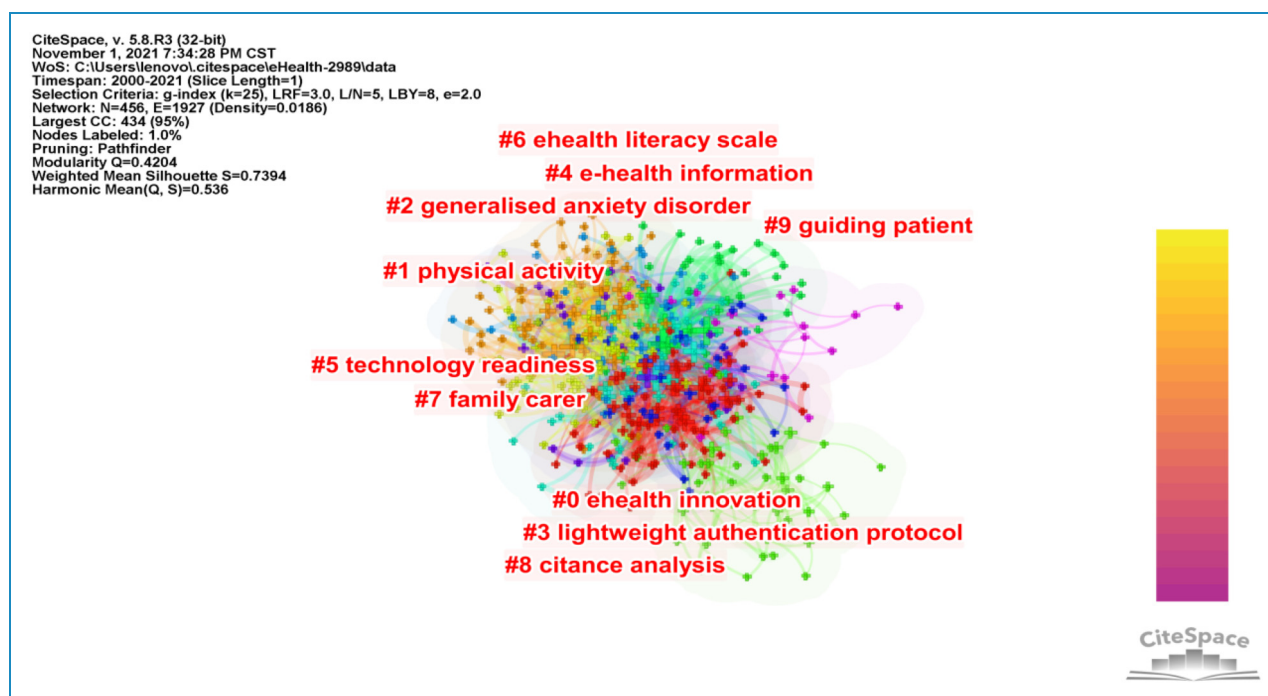 CiteSpace, v. 5.8.R3 (32-bit)
November 1, 2021 7:34:28 PM CST
WoS: C:\Users\lenovo\.citespace\eHealth-2989\data
Timespan: 2000-2021 (Slice Length=1)
Selection Criteria: g-index (k=25), LRF=3.0, L/N=5, LBY=8, e=2.0
Network: N=456, E=1927 (Density=0.0186)
Largest CC: 434 (95%)
Nodes Labeled: 1.0%
Pruning: Pathfinder
Modularity Q=0.4204
Weighted Mean Silhouette S=0.7394
Harmonic Mean(Q, S)=0.536
#6 ehealth literacy scale
#4 e-health information
#2 generalised anxiety disorder
#9 guiding patient
#1 physical activity
#5 technology readiness
#7 family carer
#0 ehealth innovation
#3 lightweight authentication protocol
#8 citance analysis
CiteSpace